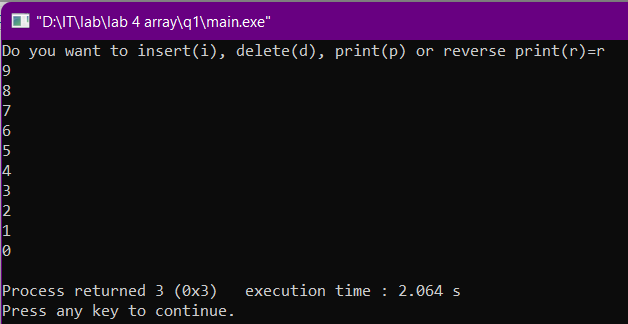 "D:\IT\lab\lab 4 array\q1\main.exe"
Do you want to insert(i), delete(d), print(p) or reverse print(r)=r
9
8
7
6
5
4
3
2
1
0
Process returned 3 (0x3)   execution time : 2.064 s
Press any key to continue.